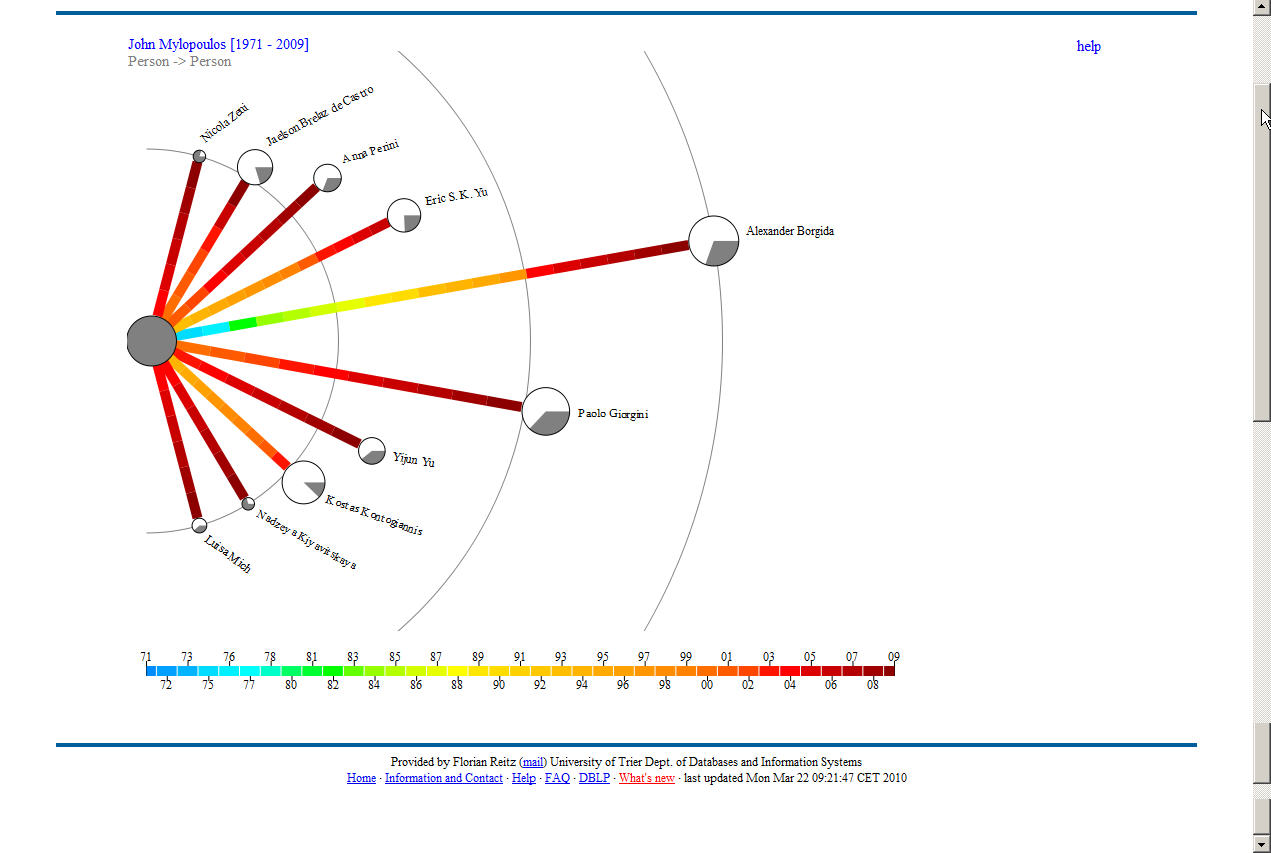 John Mylopoulos [1971 - 2009]
help
Person -> Person
Nicola Zeni
Jaelson Brelaz de Castro
Anna Perini
Eric S. K. Yu
Alexander Borgida
Paolo Giorgini
Yijun Yu
Kostas Kontogiannis
Nadzeya Kiyavitskaya
Luisa Mich
71 73 76 78 81 83 85 87 89 91 93 95 97 99 01 03 05 07 09
72 75 77 80 82 84 86 88 90 92 94 96 98 00 02 04 06 08
Provided by Florian Reitz (mail) University of Trier Dept. of Databases and Information Systems
Home · Information and Contact · Help · FAQ · DBLP · What's new · last updated Mon Mar 22 09:21:47 CET 2010